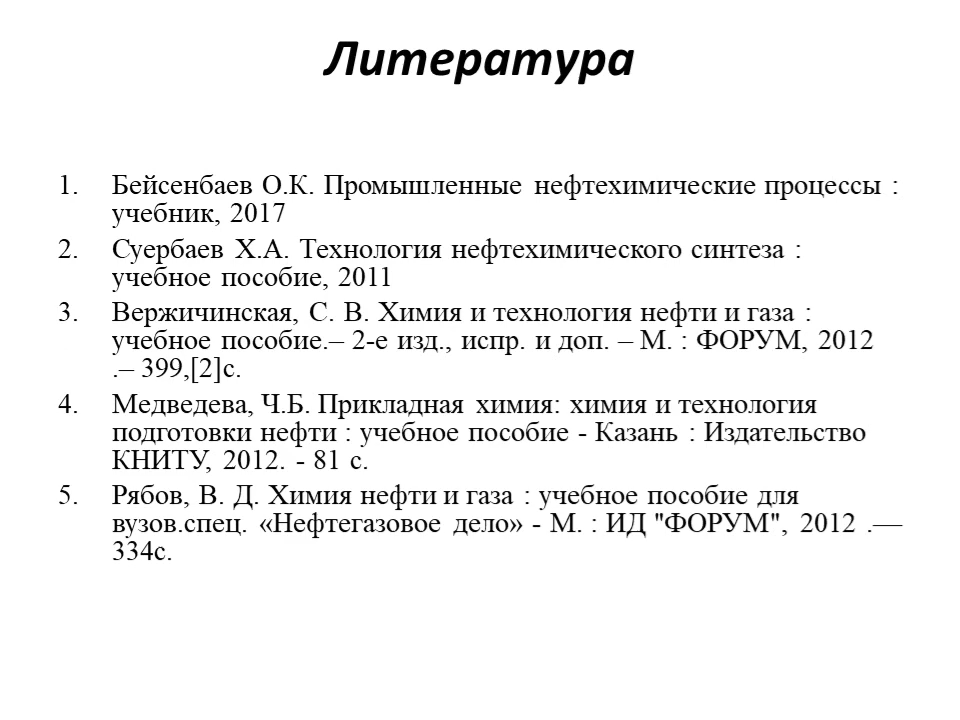 Литература
1. Бейсенбаев О.К. Промышленные нефтехимические процессы :
учебник, 2017
2. Суербаев Х.А. Технология нефтехимического синтеза :
учебное пособие, 2011
3. Вержичинская, С. В. Химия и технология нефти и газа :
учебное пособие.– 2-е изд., испр. и доп. – М. : ФОРУМ, 2012
.– 399,[2]с.
4. Медведева, Ч.Б. Прикладная химия: химия и технология
подготовки нефти : учебное пособие - Казань : Издательство
КНИТУ, 2012. - 81 с.
5. Рябов, В. Д. Химия нефти и газа : учебное пособие для
вузов.спец. «Нефтегазовое дело» - М. : ИД "ФОРУМ", 2012 .—
334с.